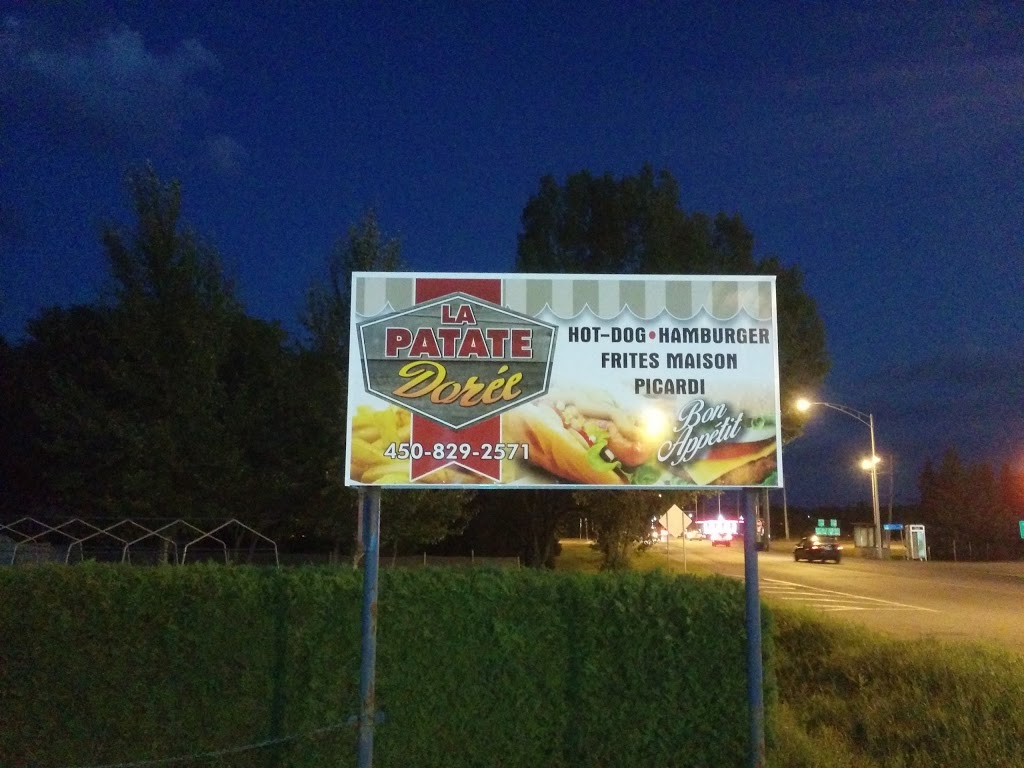 LA
PATATE
Dorée
450-829-2571
HOT-DOG • HAMBURGER
FRITES MAISON
PICARDI
Bon
Appétit